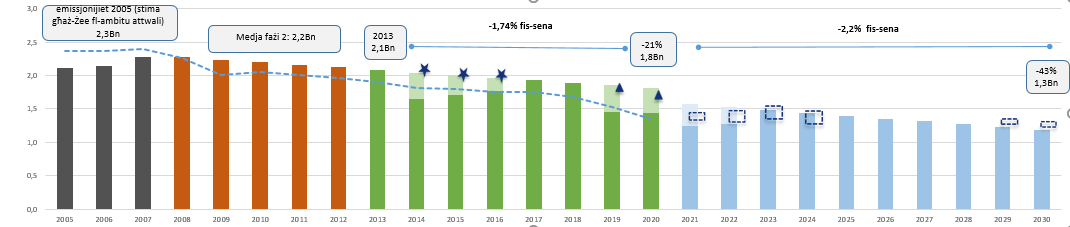 emissjonijiet 2005 (stima
għaż-Żee fl-ambitu attwali)
2,3Bn
Medja fażi 2: 2,2Bn
2013
2,1Bn
-1,74% fis-sena
-21%
1,8Bn
-2,2% fis-sena
-43%
1,3Bn
3,0
2,5
2,0
1,5
1,0
0,5
0,0
2005 2006 2007 2008 2009 2010 2011 2012 2013 2014 2015 2016 2017 2018 2019 2020 2021 2022 2023 2024 2025 2026 2027 2028 2029 2030